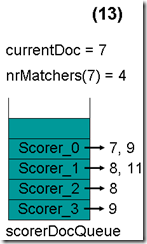 (13)
currentDoc = 7
nrMatchers(7) = 4
Scorer_0 7, 9
Scorer_1 8, 11
Scorer_2 8
Scorer_3 9
scorerDocQueue